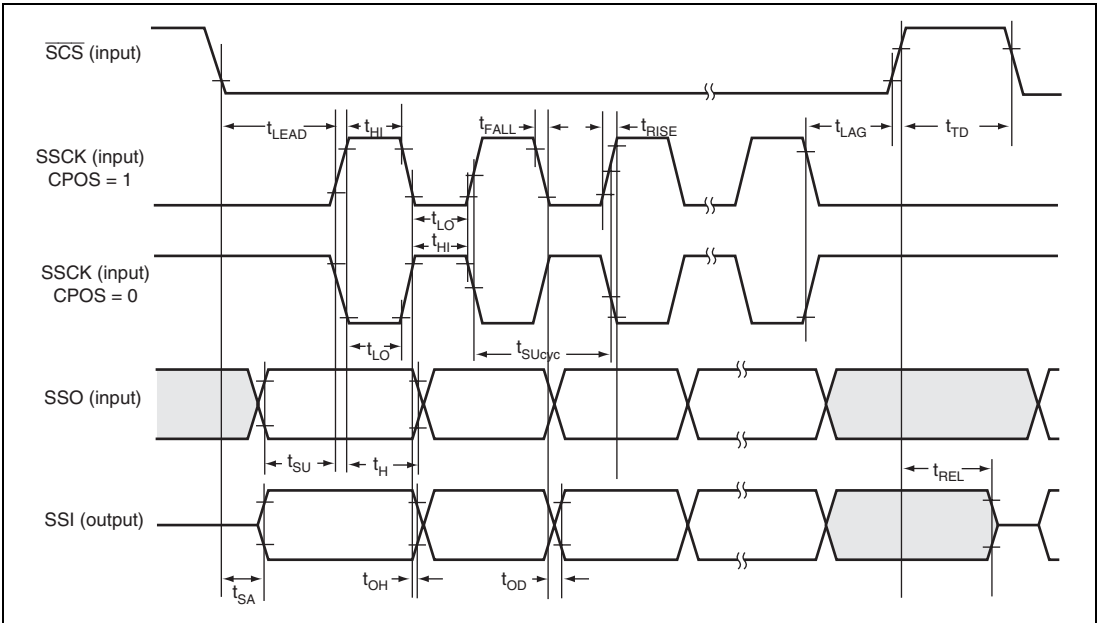 SCS (input)
tLEAD
tHI
tFALL
tRISE
tLAG
tTD
SSCK (input)
CPOS = 1
tLO
tHI
SSCK (input)
CPOS = 0
tLO
tSUcyc
SSO (input)
tSU
tH
tREL
SSI (output)
tSA
tOH
tOD